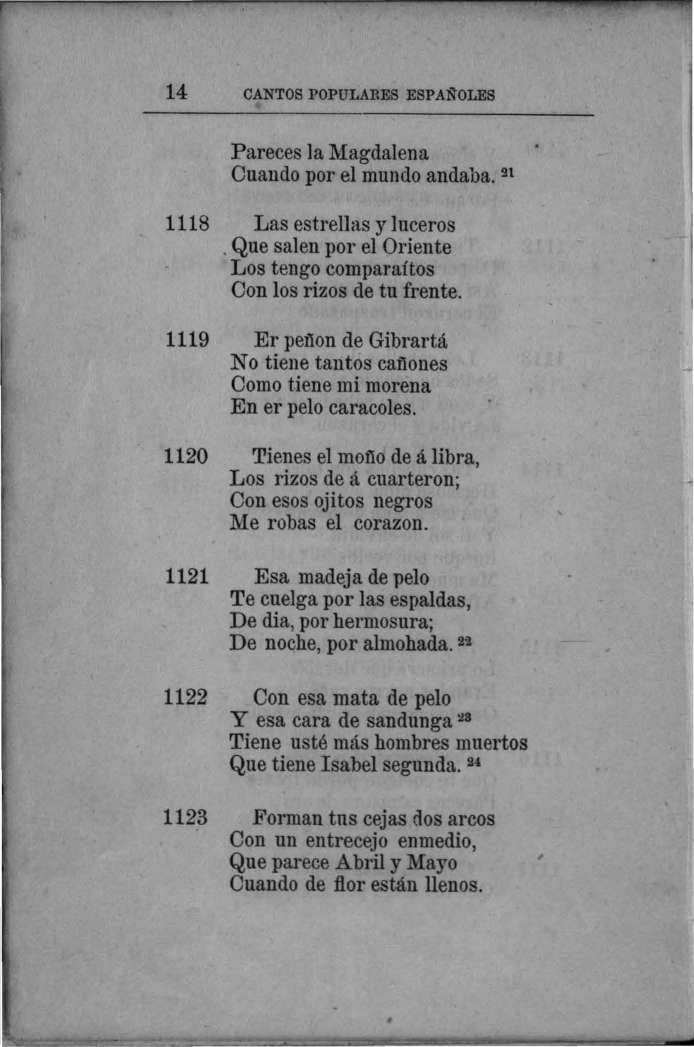 14 CANTOS POPULARES ESPAÑOLES
Pareces la Magdalena
Cuando por el mundo andaba. 21
1118 Las estrellas y luceros
Que salen por el Oriente
Los tengo comparaítos
Con los rizos de tu frente.
1119 Er peñon de Gibrartá
No tiene tantos cañones
Como tiene mi morena
En er pelo caracoles.
1120 Tienes el moño de á libra,
Los rizos de á cuarteron;
Con esos ojitos negros
Me robas el corazon.
1121 Esa madeja de pelo
Te cuelga por las espaldas,
De dia, por hermosura;
De noche, por almohada. 22
1122 Con esa mata de pelo
Y esa cara de sandunga 23
Tiene usté más hombres muertos
Que tiene Isabel segunda. 24
1123 Forman tus cejas dos arcos
Con un entrecejo enmedio,
Que parece Abril y Mayo
Cuando de flor están llenos.